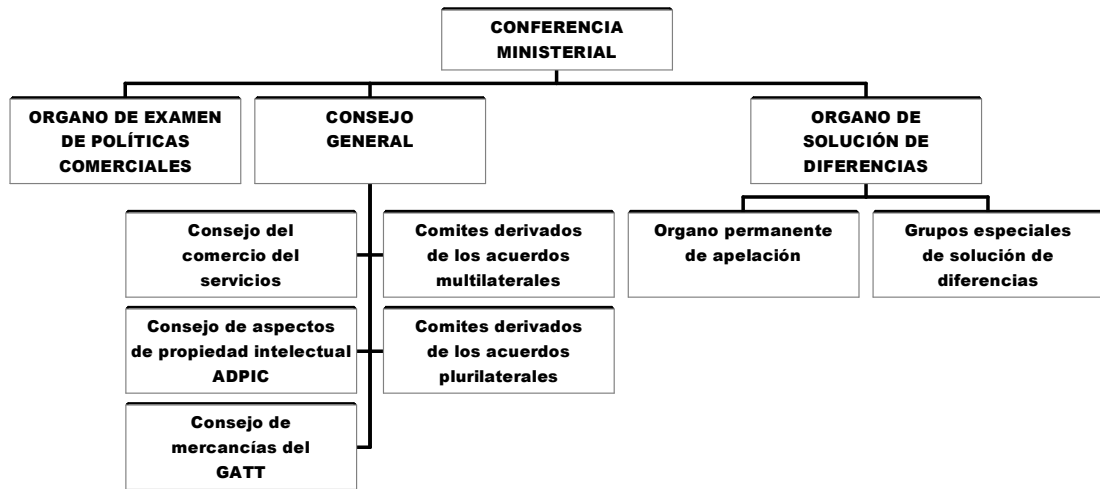 CONFERENCIA
MINISTERIAL
ORGANO DE EXAMEN
DE POLÍTICAS
COMERCIALES
CONSEJO
GENERAL
ORGANO DE
SOLUCIÓN DE
DIFERENCIAS
Consejo del
comercio del
servicios
Comites derivados
de los acuerdos
multilaterales
Organo permanente
de apelación
Grupos especiales
de solución de
diferencias
Consejo de aspectos
de propiedad intelectual
ADPIC
Comites derivados
de los acuerdos
plurilaterales
Consejo de
mercancías del
GATT